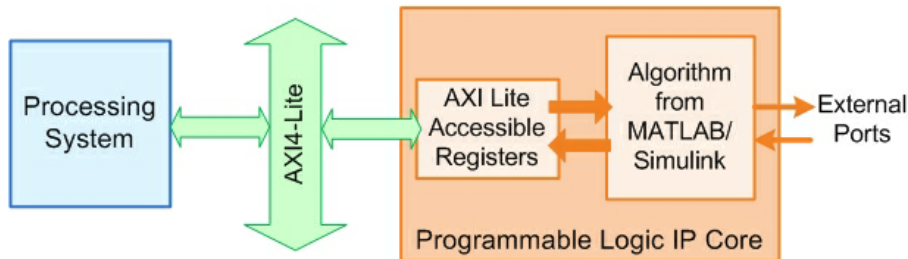 Processing
System
AXI4-Lite
AXI Lite
Accessible
Registers
Algorithm
from
MATLAB/
Simulink
External
Ports
Programmable Logic IP Core